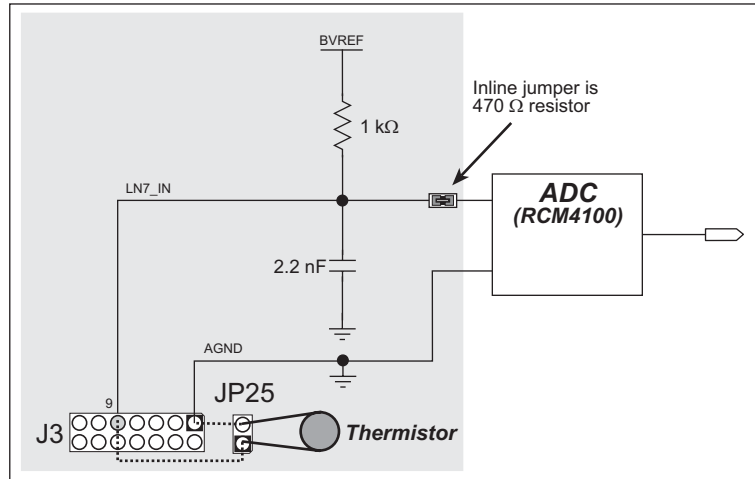 BVREF
Inline jumper is
470 Ω resistor
1 kΩ
LN7_IN
ADC
(RCM4100)
2.2 nF
AGND
9
JP25
J3
Thermistor